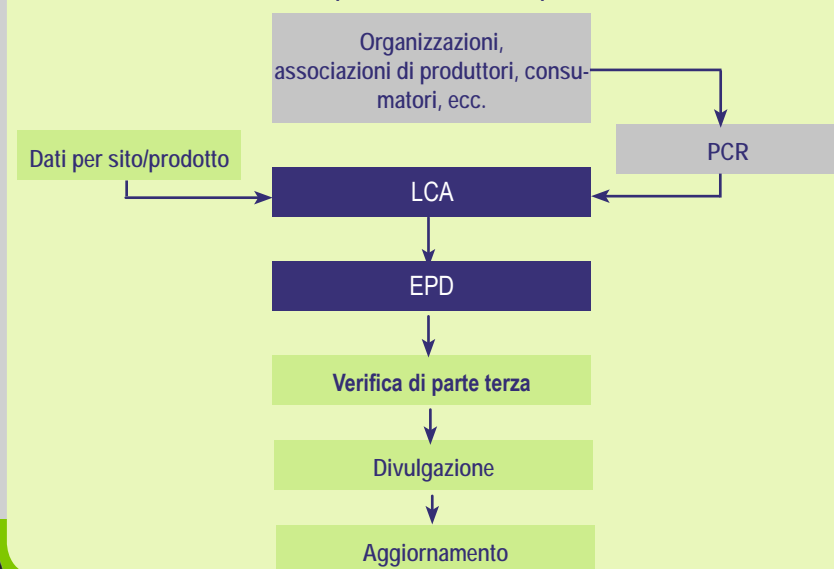 Organizzazioni,
associazioni di produttori, consu-
matori, ecc.
PCR
Dati per sito/prodotto
LCA
EPD
Verifica di parte terza
Divulgazione
Aggiornamento